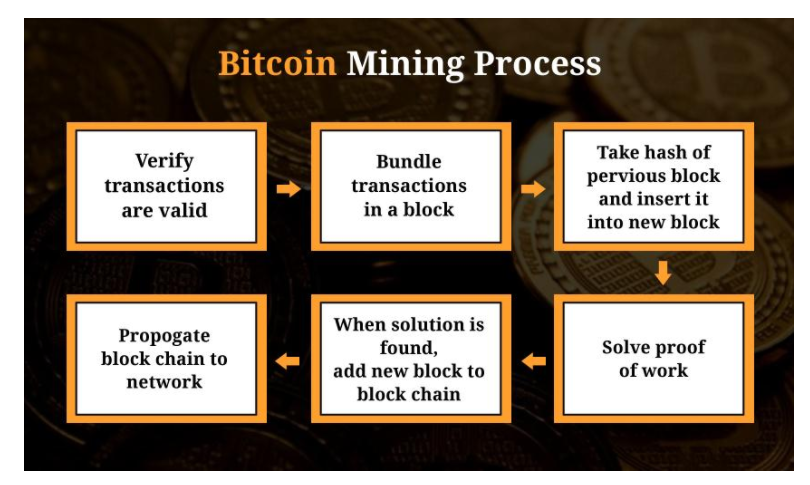 Bitcoin Mining Process
Verify
transactions
are valid
Bundle
transactions
in a block
Take hash of
pervious block
and insert it
into new block
Solve proof
of work
When solution is
found,
add new block to
block chain
Propogate
block chain to
network